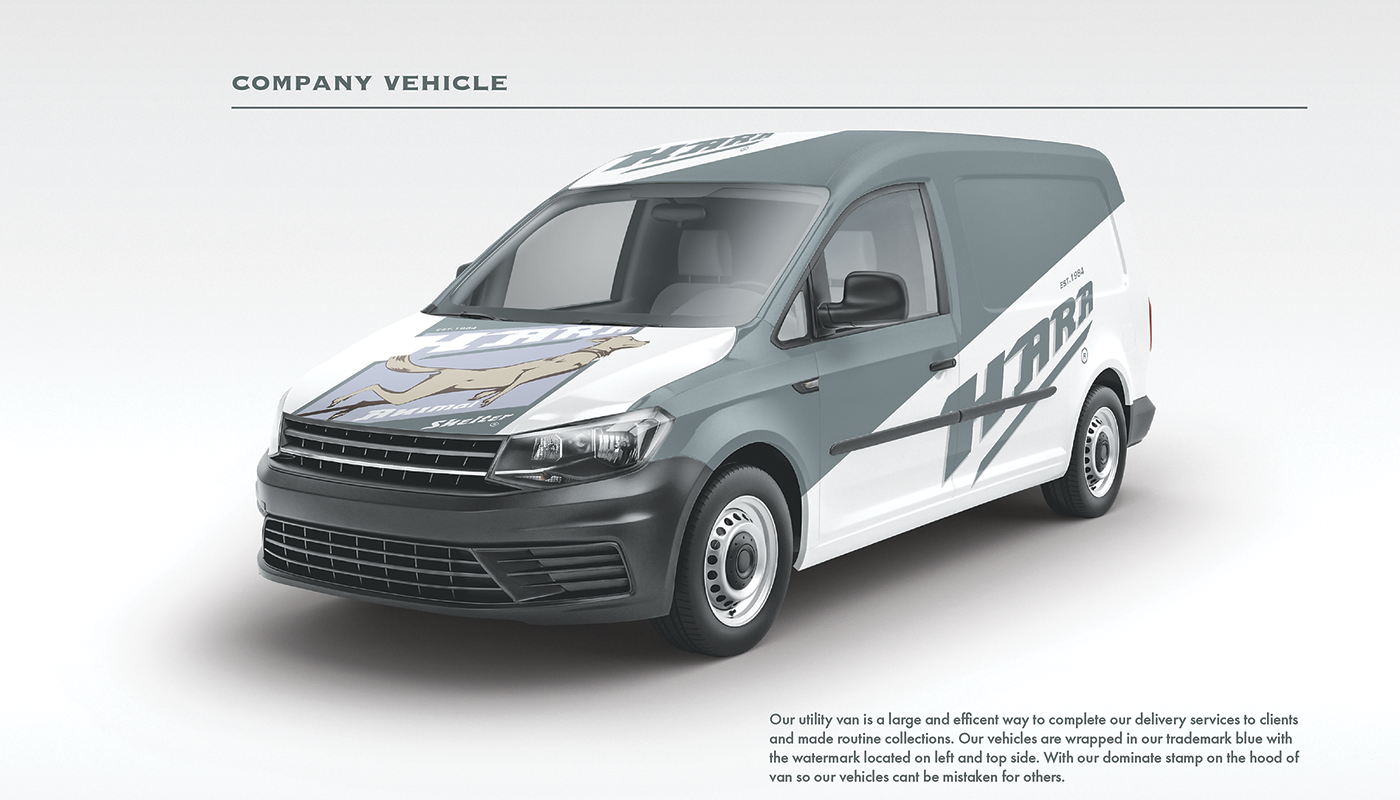 COMPANY VEHICLE
HARA
®
EST.1984
HARA
®
EST.1984
HARA
Animal
Shelter
®
Our utility van is a large and efficent way to complete our delivery services to clients
and made routine collections. Our vehicles are wrapped in our trademark blue with
the watermark located on left and top side. With our dominate stamp on the hood of
van so our vehicles cant be mistaken for others.